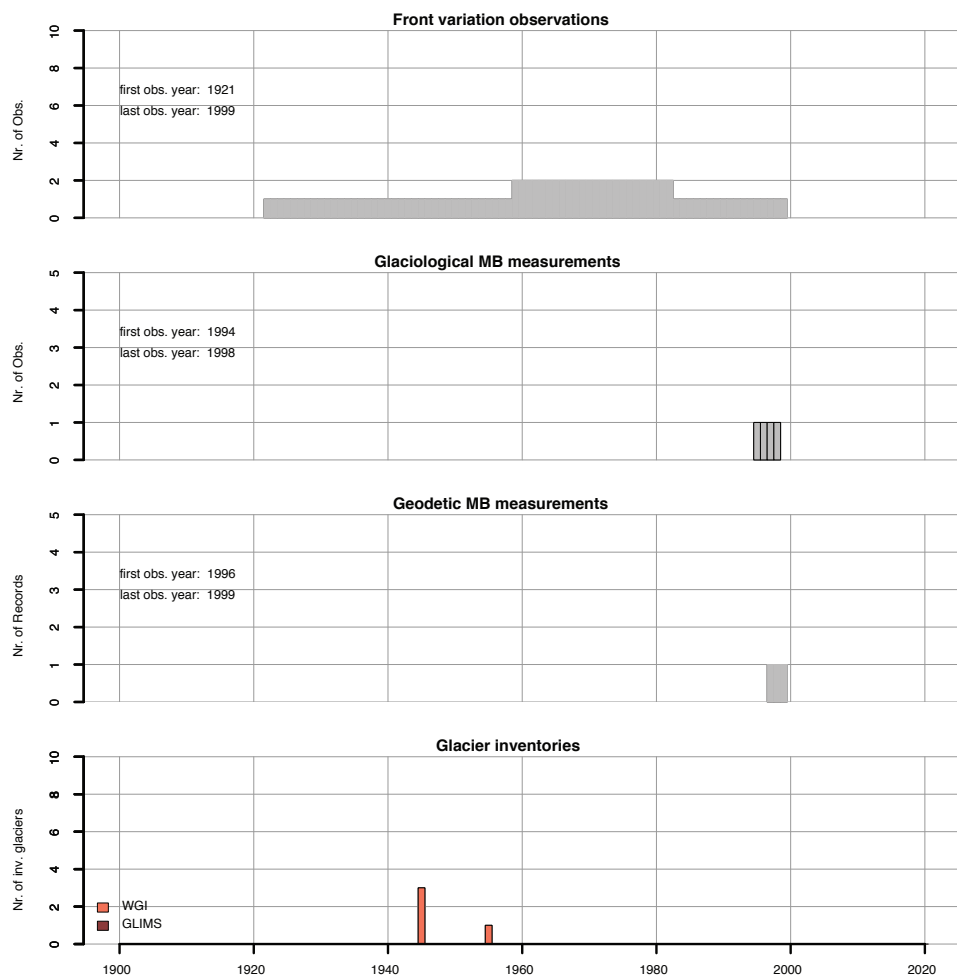 Front variation observations
10
8
6
4
2
0
Nr. of Obs.
first obs. year: 1921
last obs. year: 1999
Glaciological MB measurements
5
4
3
2
1
0
Nr. of Obs.
first obs. year: 1994
last obs. year: 1998
Geodetic MB measurements
5
4
3
2
1
0
Nr. of Records
first obs. year: 1996
last obs. year: 1999
Glacier inventories
10
8
6
4
2
0
Nr. of inv. glaciers
WGI
GLIMS
1900 1920 1940 1960 1980 2000 2020